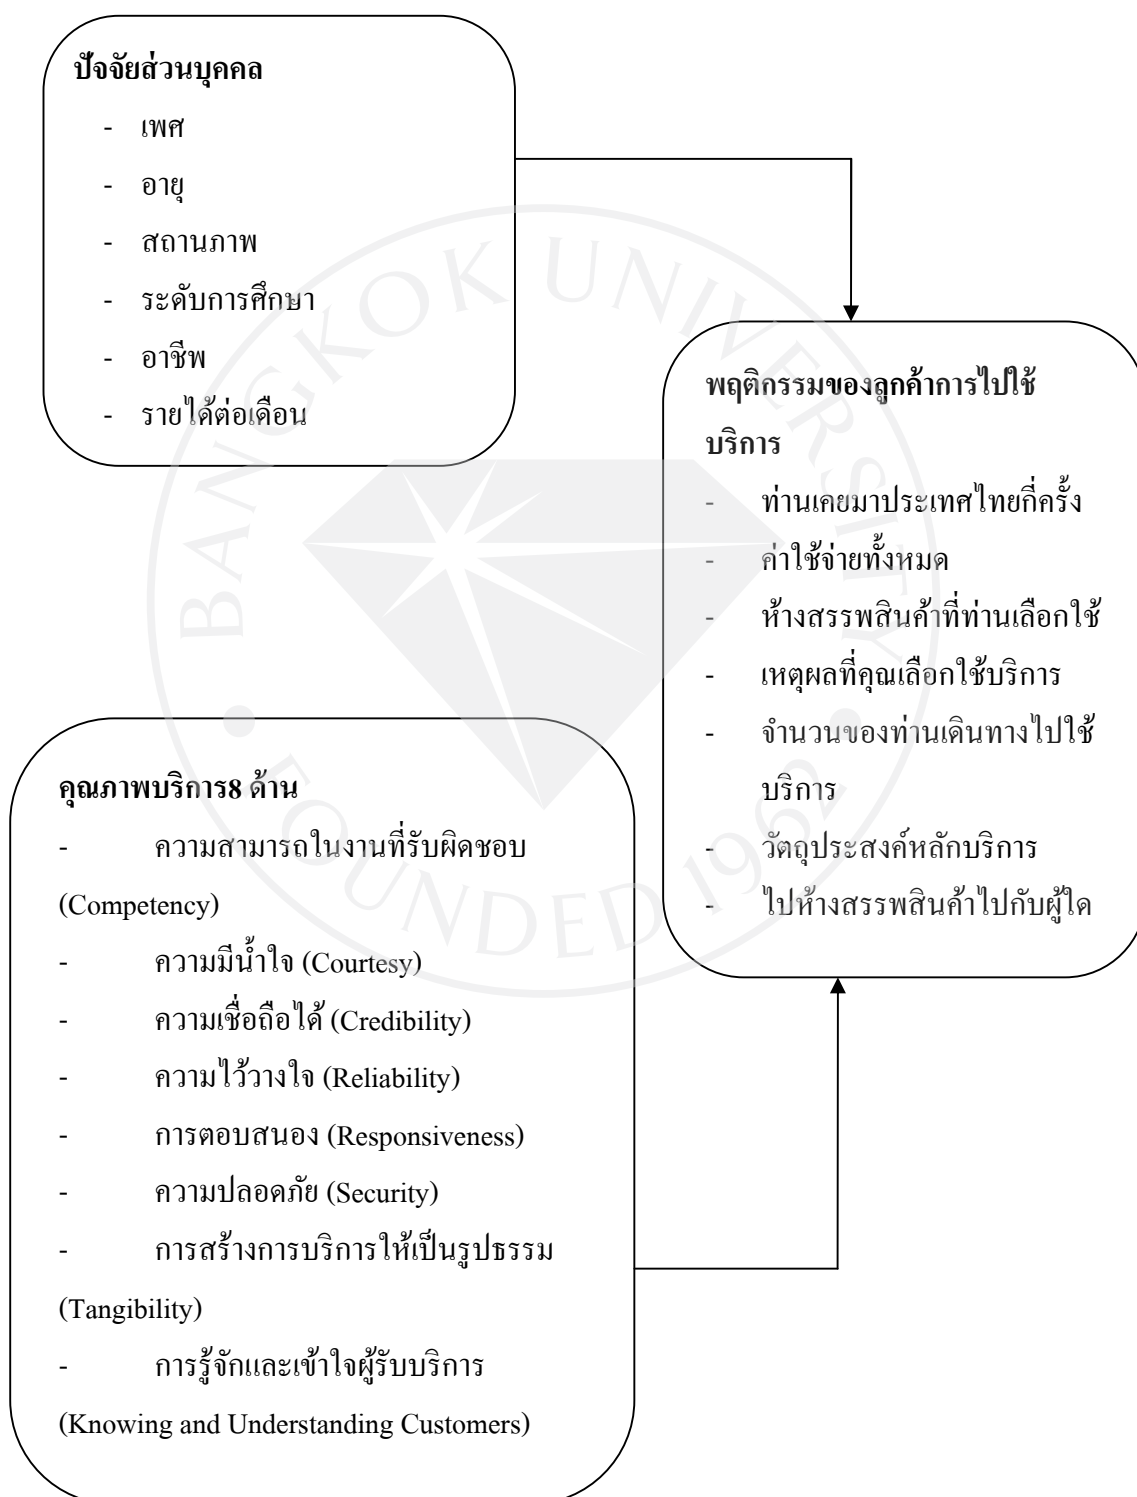 ปัจจัยส่วนบุคคล
- เพศ
- อายุ
- สถานภาพ
- ระดับการศึกษา
- อาชีพ
- รายได้ต่อเดือน
พฤติกรรมของลูกค้าการไปใช้
บริการ
- ท่านเคยมาประเทศไทยกี่ครั้ง
- ค่าใช้จ่ายทั้งหมด
- ห้างสรรพสินค้าที่ท่านเลือกใช้
- เหตุผลที่คุณเลือกใช้บริการ
- จำนวนของท่านเดินทางไปใช้
บริการ
- วัตถุประสงค์หลักบริการ
- ไปห้างสรรพสินค้าไปกับผู้ใด
คุณภาพบริการ8 ด้าน
- ความสามารถในงานที่รับผิดชอบ
(Competency)
- ความมีน้ำใจ (Courtesy)
- ความเชื่อถือได้ (Credibility)
- ความไว้วางใจ (Reliability)
- การตอบสนอง (Responsiveness)
- ความปลอดภัย (Security)
- การสร้างการบริการให้เป็นรูปธรรม
(Tangibility)
- การรู้จักและเข้าใจผู้รับบริการ
(Knowing and Understanding Customers)
BANGKOK UNIVERSITY
FOUNDED 1962